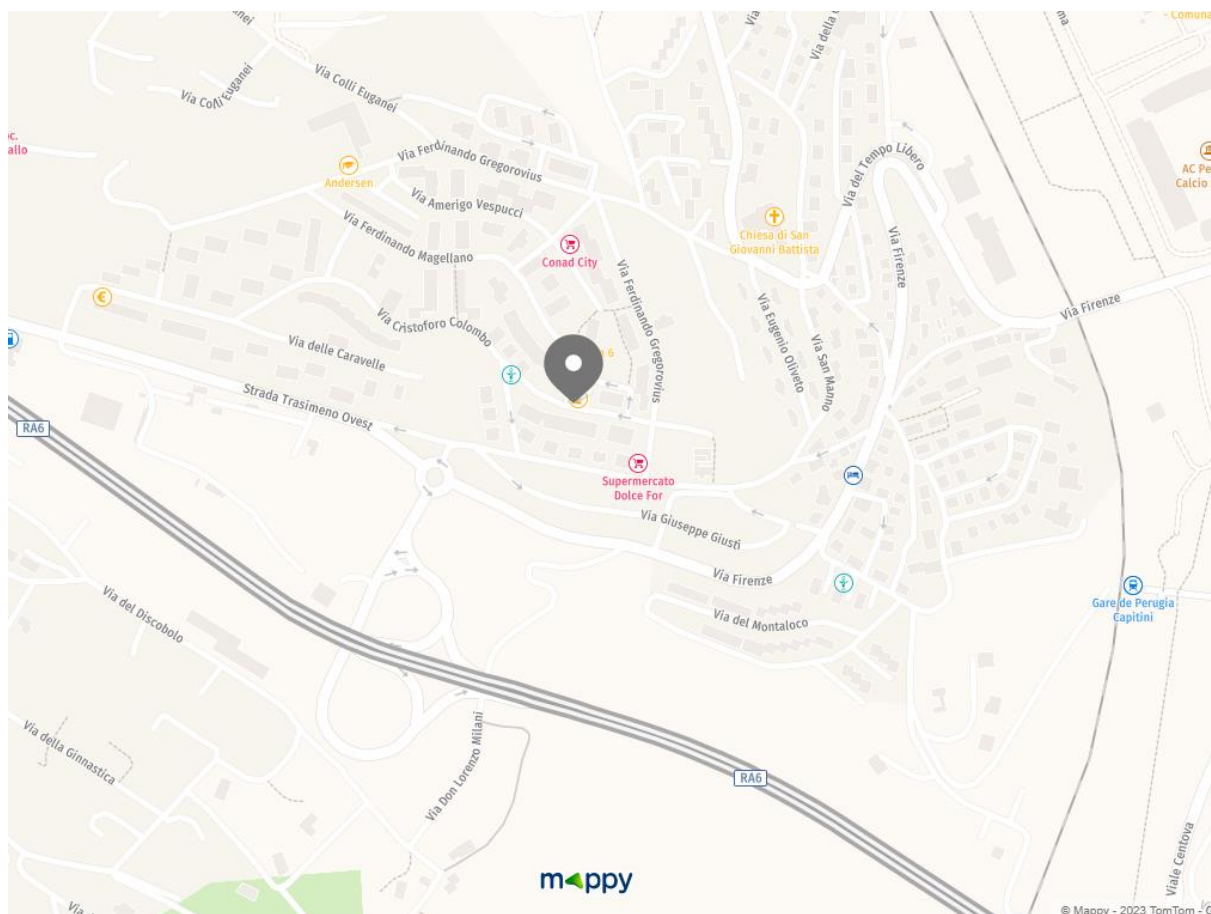 - Comuna
Via della
Via Colli Euganei
Via Colli Euganei
oc.
allo
Via Ferdinando Gregorovius
Andersen
Via Amerigo Vespucci
Via del Tempo Libero
AC Pe
Calcio
Chiesa di San
Giovanni Battista
Via Ferdinando Magellano
Conad City
Via Firenze
Via Ferdinando Gregorovius
Via Firenze
Via Cristoforo Colombo
Via Eugenio Oliveto
Via San Manno
Via delle Caravelle
6
Strada Trasimeno Ovest
RA6
Supermercato
Dolce For
Via Giuseppe Giusti
Via Firenze
Gare de Perugia
Capitini
Via del Discobolo
Via del Montaloco
Via della Ginnastica
Via Don Lorenzo Milani
RA6
Viale Centova
mappy
© Mappy - 2023 TomTom -